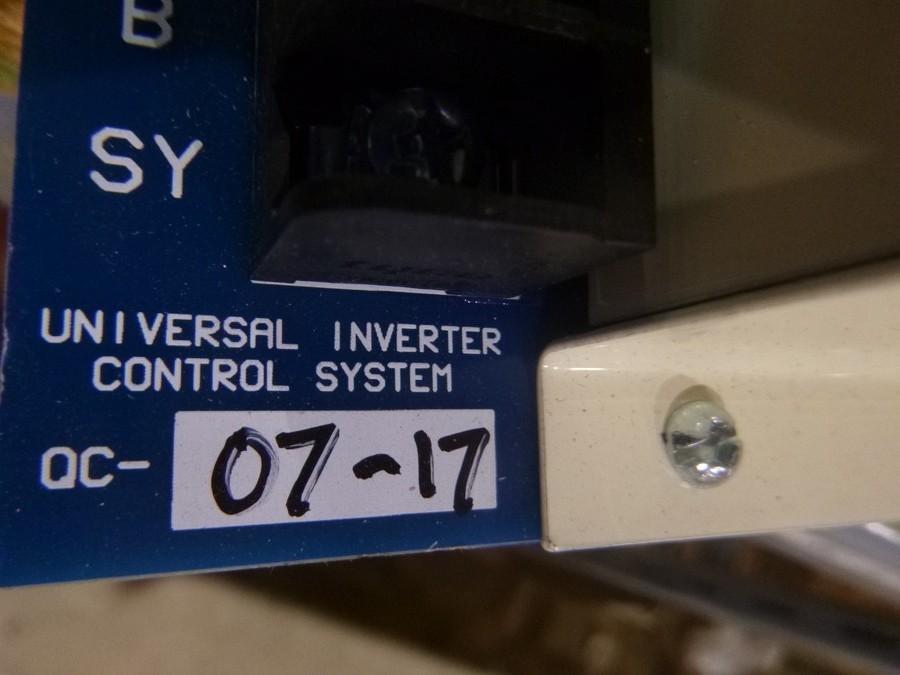 B
SY
UNIVERSAL INVERTER
CONTROL SYSTEM
QC- 07-17